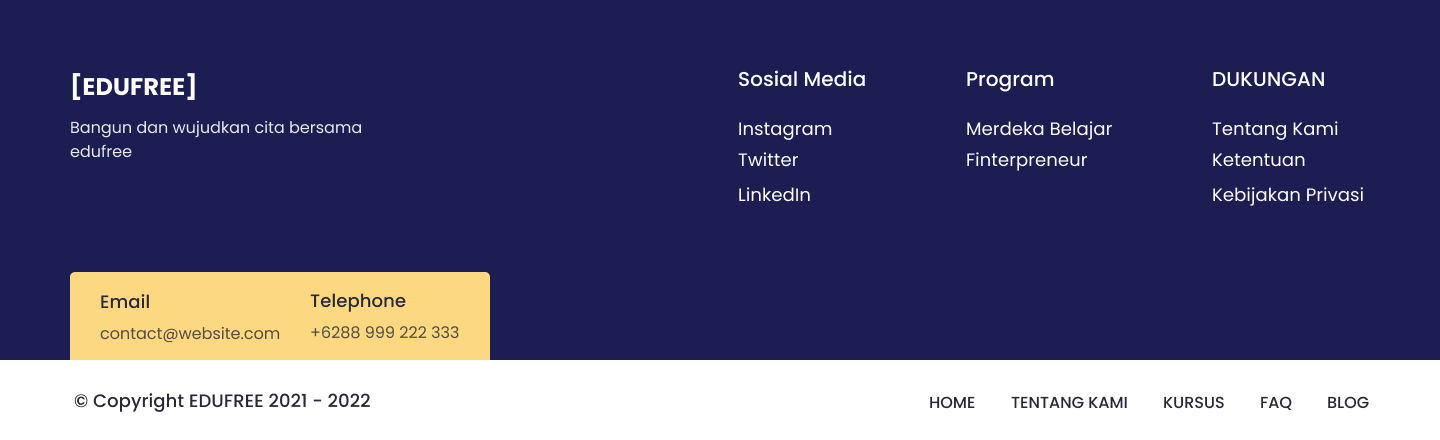 [EDUFREE]
Bangun dan wujudkan cita bersama
edufree
Sosial Media
Instagram
Twitter
LinkedIn
Program
Merdeka Belajar
Finterpreneur
DUKUNGAN
Tentang Kami
Ketentuan
Kebijakan Privasi
Email
contact@website.com
Telephone
+6288 999 222 333
© Copyright EDUFREE 2021 - 2022
HOME TENTANG KAMI KURSUS FAQ BLOG